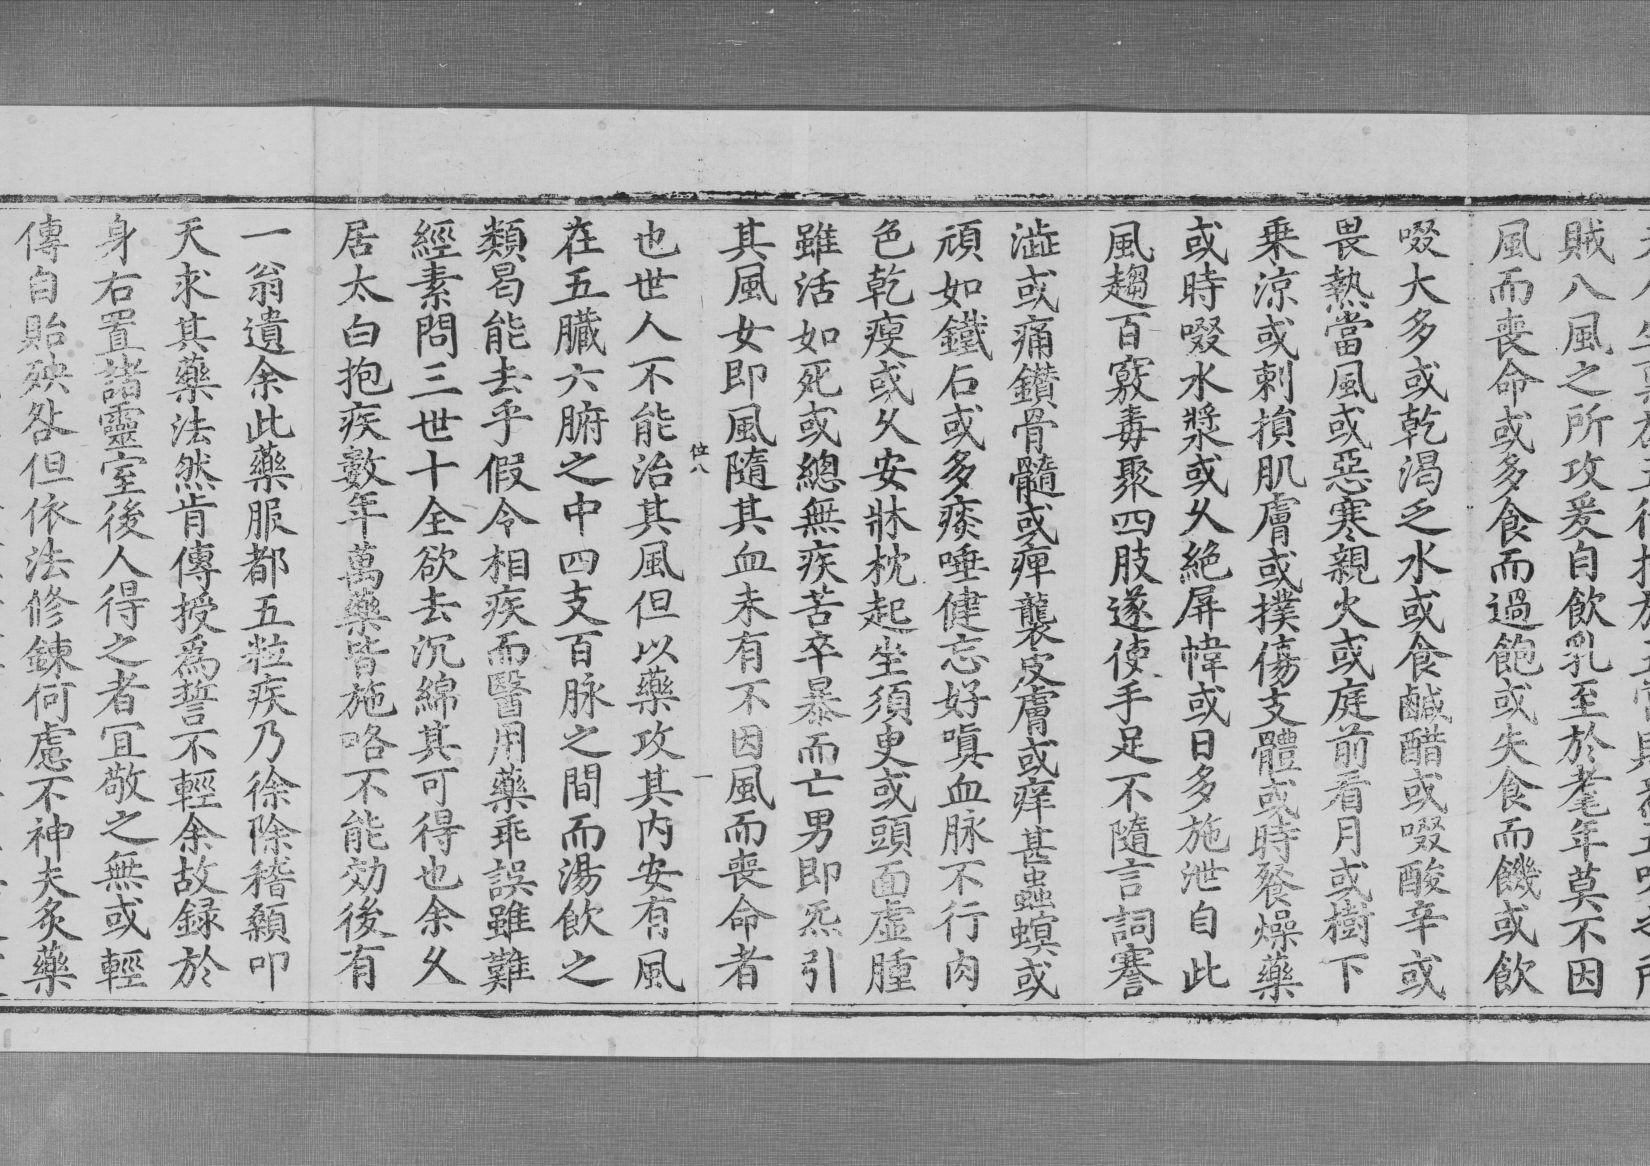 賊八風之所攻爰自飲乳至於耄年莫不因
風而喪命或多食而過飽或失食而饑或飲
啜大多或乾渴乏水或食鹹醋或啜酸辛或
畏熱當風或惡寒親火或庭前看月或樹下
乗涼或刺損肌膚或撲傷支體或時飱燥藥
或時啜水漿或乆絶屏幃或日多施泄自此
風趨百竅毒聚四肢遂使手足不隨言詞謇
澁或痛鑽骨髓或痺襲皮膚或痒甚蟲螟或
頑如鐵石或多痰唾健忘好嗔血脉不行肉
色乾瘦或乆安牀枕起坐須叟或頭面虛腫
雖活如死或總無疾苦卒暴而亡男即炁引
其風女即風隨其血未有不因風而喪命者
也世人不能治其風但以藥攻其内安有風
位八
一
在五臟六腑之中四支百脉之間而湯飲之
類曷能去乎假令相疾而醫用藥乖誤雖難
經素問三世十全欲去沉綿其可得也余乆
居太白抱疾數年萬藥皆施略不能効後有
一翁遺余此藥服都五粒疾乃徐除稽顙叩
天求其藥法然肯傳授爲誓不輕余故録於
身右置諸靈室後人得之者冝敬之無或輕
傳自貽殃咎但依法修鍊何慮不神夫炙藥